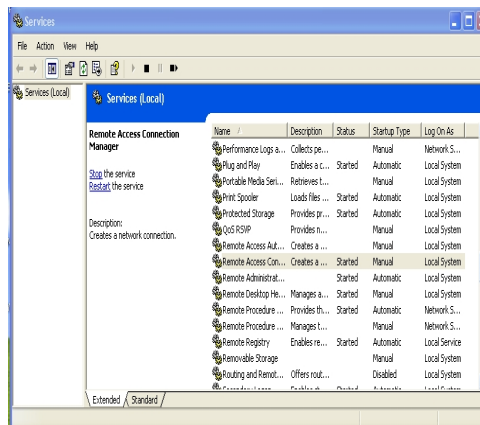 Services
File Action View Help
Services (Local)
Services (Local)
Remote Access Connection
Manager
Stop the service
Restart the service
Description:
Creates a network connection.
Name Description Status Startup Type Log On As
Performance Logs a... Collects pe... Manual Network S...
Plug and Play Enables a c... Started Automatic Local System
Portable Media Seri... Retrieves t... Manual Local System
Print Spooler Loads files ... Started Automatic Local System
Protected Storage Provides pr... Started Automatic Local System
QoS RSVP Provides n... Manual Local System
Remote Access Aut... Creates a ... Manual Local System
Remote Access Con... Creates a ... Started Manual Local System
Remote Administrat... Started Automatic Local System
Remote Desktop He... Manages a... Started Manual Local System
Remote Procedure ... Provides th... Started Automatic Network S...
Remote Procedure ... Manages t... Manual Network S...
Remote Registry Enables re... Started Automatic Local Service
Removable Storage Manual Local System
Routing and Remot... Offers rout... Disabled Local System
Extended Standard